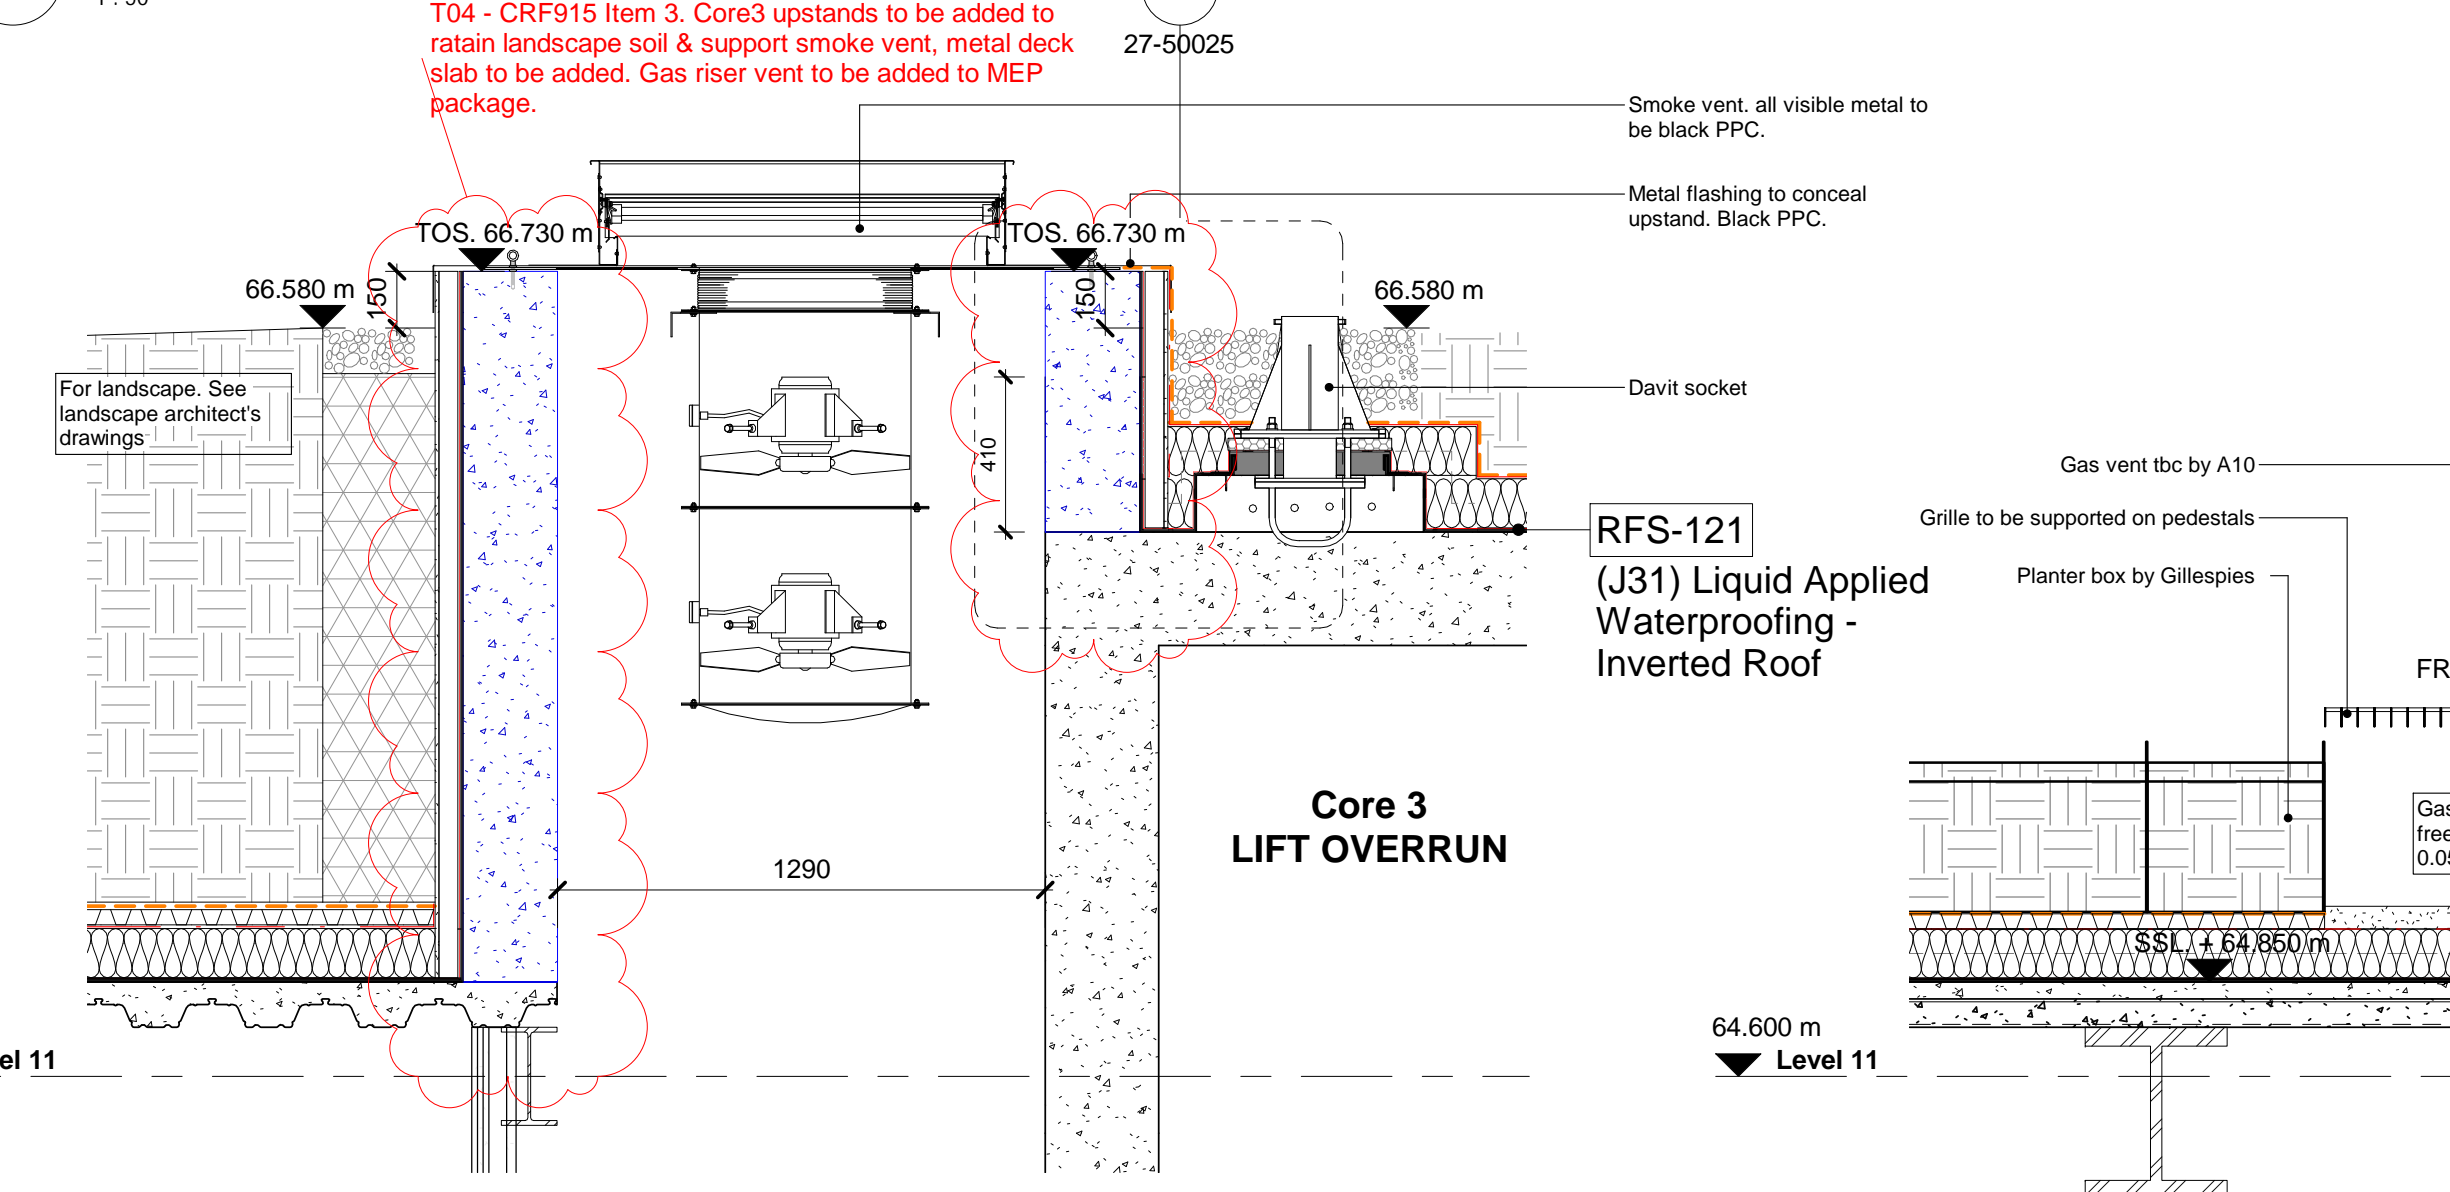 T04 - CRF915 Item 3. Core3 upstands to be added to
ratain landscape soil & support smoke vent, metal deck
slab to be added. Gas riser vent to be added to MEP
package.
27-50025
Smoke vent. all visible metal to
be black PPC.
Metal flashing to conceal
upstand. Black PPC.
TOS. 66.730 m
TOS. 66.730 m
66.580 m
150
150
66.580 m
For landscape. See
landscape architect's
drawings
Davit socket
410
Gas vent tbc by A10
Grille to be supported on pedestals
Planter box by Gillespies
RFS-121
(J31) Liquid Applied
Waterproofing -
Inverted Roof
FR
Core 3
LIFT OVERRUN
1290
Gas
free
0.05
SSL. + 64.850 m
64.600 m
Level 11
el 11